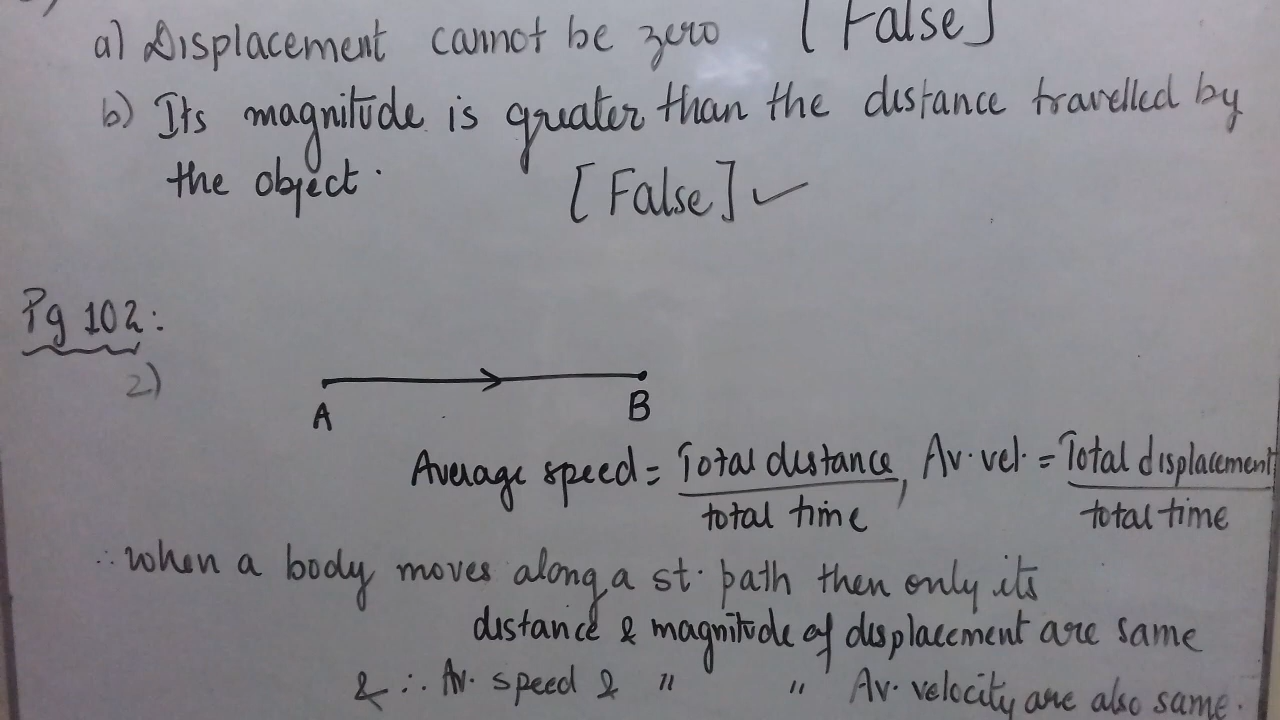 a) Displacement cannot be zero [False]
b) Its magnitude is greater than the distance travelled by
the object. [False] ✓
Pg 102:
2)
A B
Average speed = Total distance / total time, Av. vel. = Total displacement / total time
∴ when a body moves along a st. path then only its
distance & magnitude of displacement are same
& ∴ Av. speed & " " Av. velocity are also same.